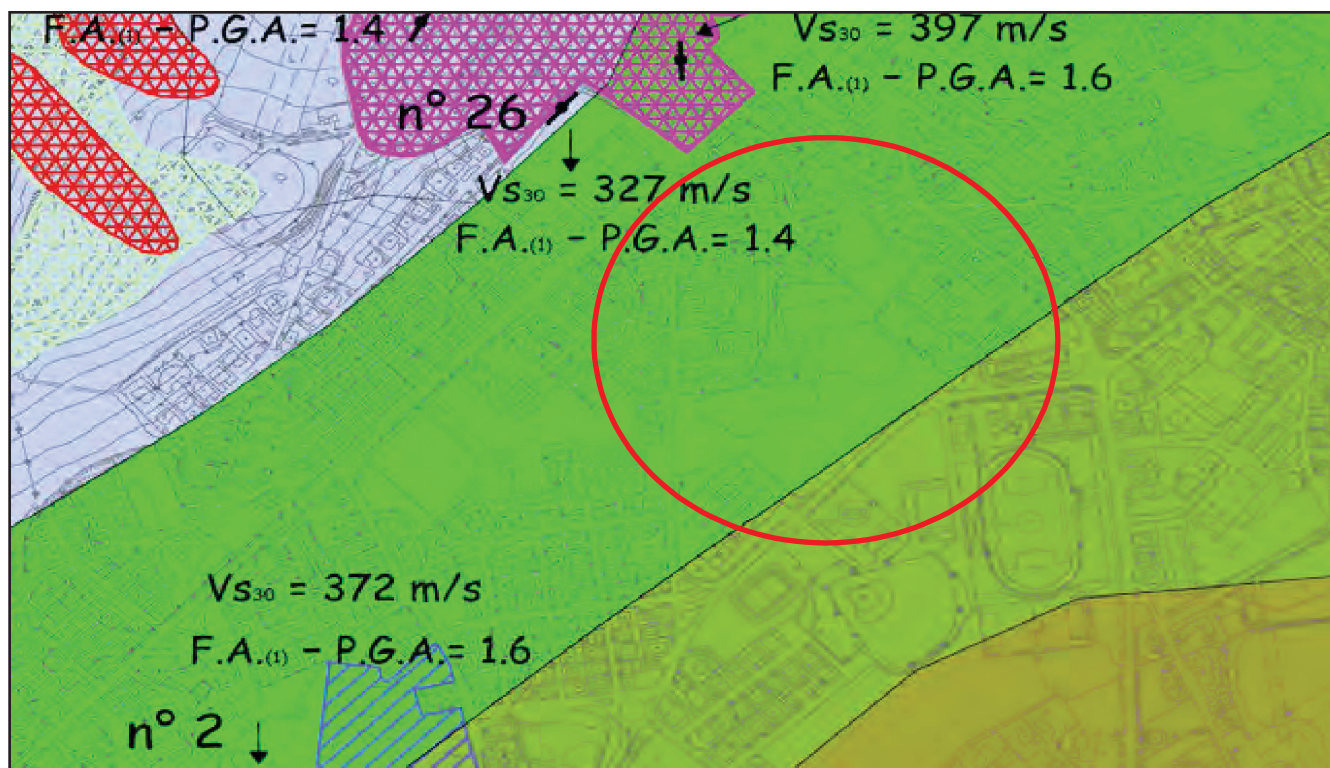 F.A.(1) – P.G.A.= 1.4
Vs30 = 397 m/s
F.A.(1) – P.G.A.= 1.6
n° 26
Vs30 = 327 m/s
F.A.(1) – P.G.A.= 1.4
Vs30 = 372 m/s
F.A.(1) – P.G.A.= 1.6
n° 2